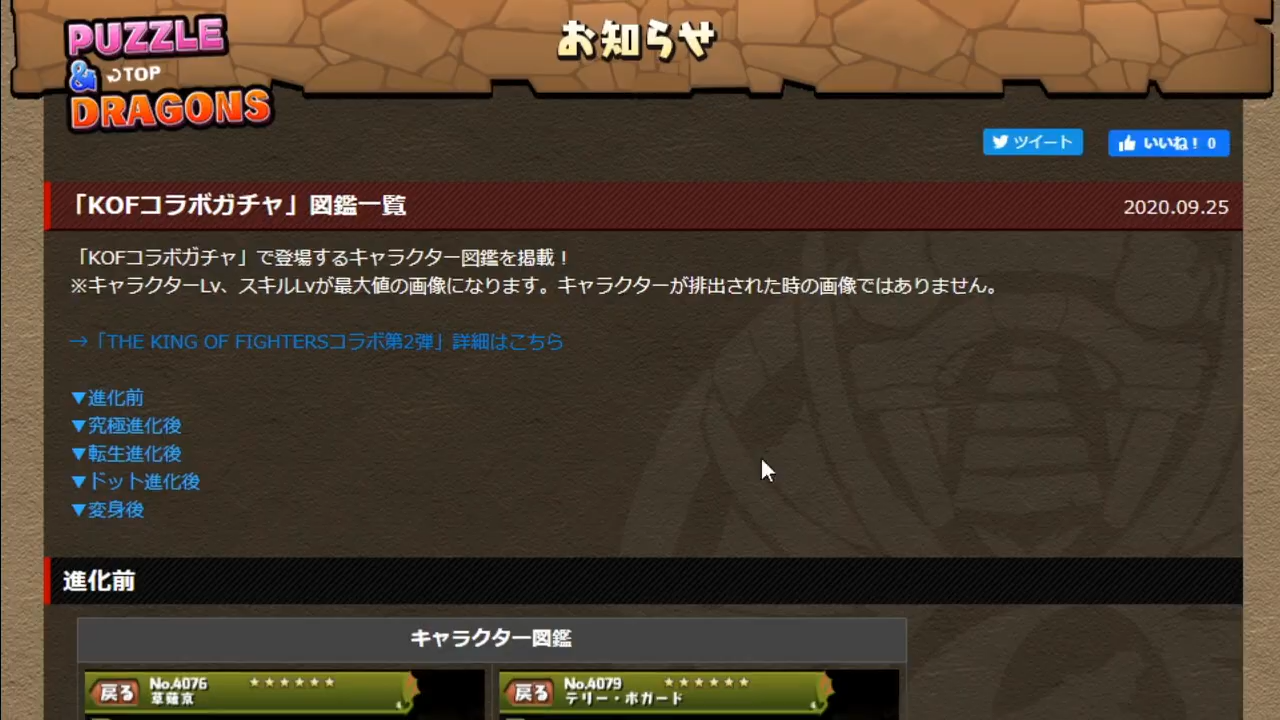 PUZZLE
& TOP
DRAGONS
お知らせ
ツイート
いいね！ 0
「KOFコラボガチャ」図鑑一覧
2020.09.25
「KOFコラボガチャ」で登場するキャラクター図鑑を掲載！
※キャラクターLv、スキルLvが最大値の画像になります。キャラクターが排出された時の画像ではありません。
→「THE KING OF FIGHTERSコラボ第2弾」詳細はこちら
▼進化前
▼究極進化後
▼転生進化後
▼ドット進化後
▼変身後
進化前
キャラクター図鑑
戻る No.4076 ★★★★★★
草薙京
戻る No.4079 ★★★★★★
テリー・ボガード